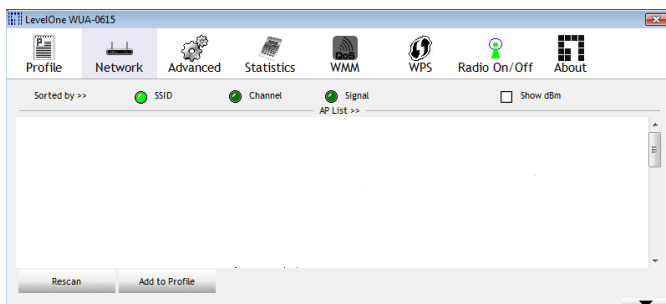 LevelOne WUA-0615
Profile Network Advanced Statistics WMM WPS Radio On/Off About
Sorted by >> SSID Channel Signal Show dBm
AP List >>
Rescan Add to Profile